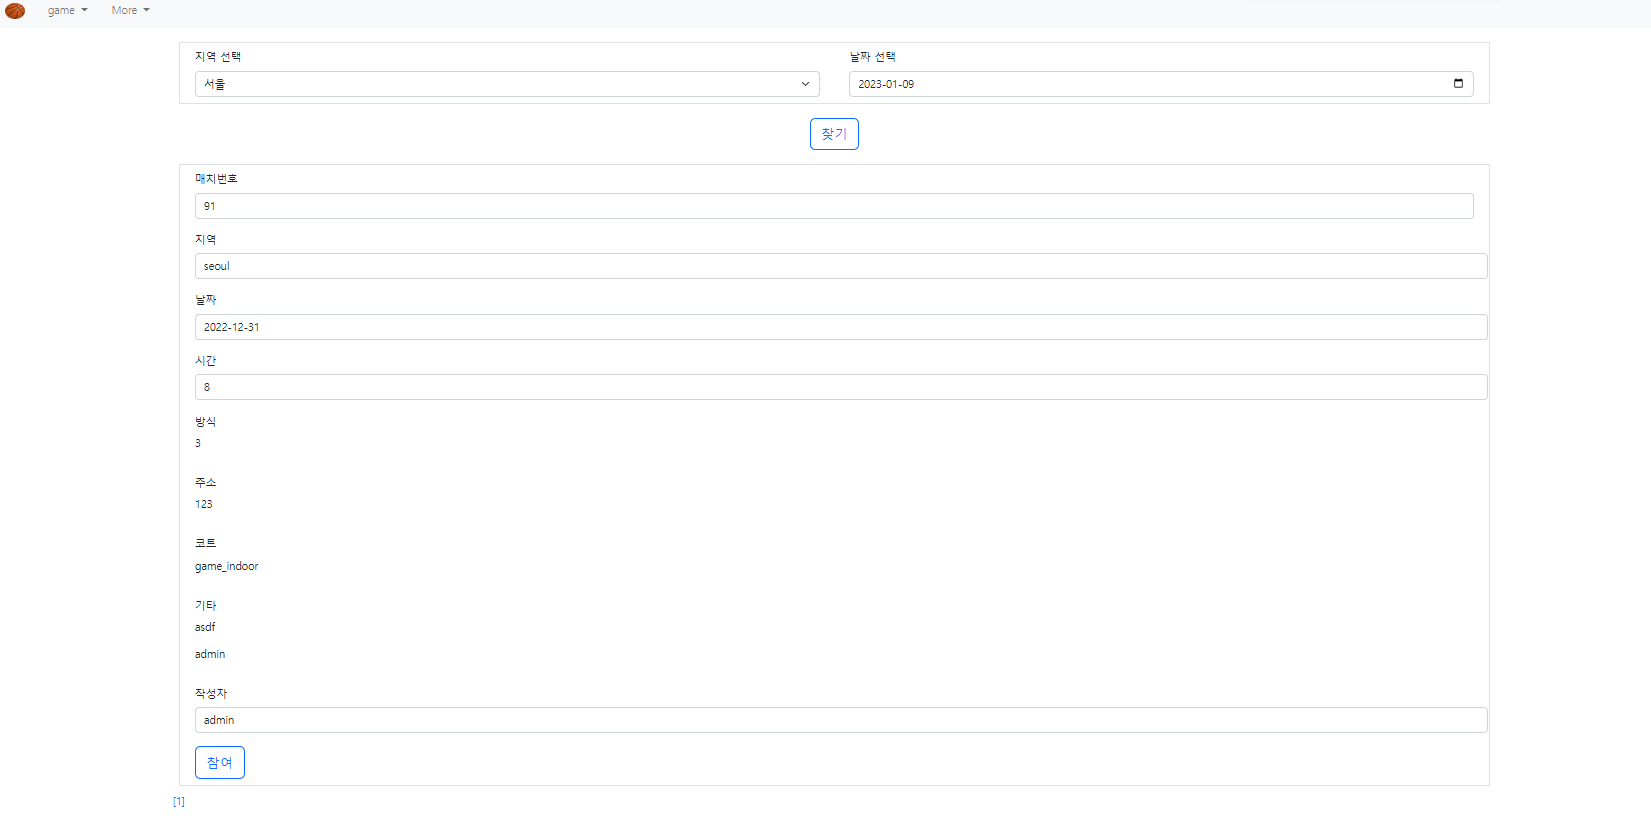 game More
지역 선택 날짜 선택
서울 2023-01-09
찾기
매치번호
91
지역
seoul
날짜
2022-12-31
시간
8
방식
3
주소
123
코트
game_indoor
기타
asdf
admin
작성자
admin
참여
[1]